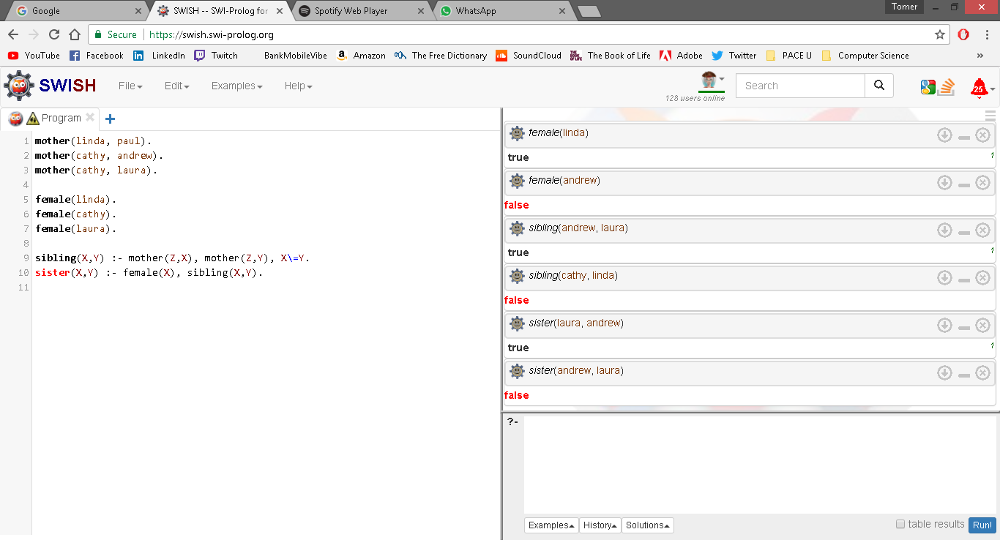 Google
SWISH -- SWI-Prolog for
Spotify Web Player
WhatsApp
Tomer
Secure
https://swish.swi-prolog.org
YouTube
Facebook
LinkedIn
Twitch
BankMobileVibe
Amazon
The Free Dictionary
SoundCloud
The Book of Life
Adobe
Twitter
PACE U
Computer Science
»
SWISH
File
Edit
Examples
Help
128 users online
Search
25
Program
1 mother(linda, paul).
2 mother(cathy, andrew).
3 mother(cathy, laura).
4
5 female(linda).
6 female(cathy).
7 female(laura).
8
9 sibling(X,Y) :- mother(Z,X), mother(Z,Y), X\=Y.
10 sister(X,Y) :- female(X), sibling(X,Y).
11
female(linda)
true
1
female(andrew)
false
sibling(andrew, laura)
true
1
sibling(cathy, linda)
false
sister(laura, andrew)
true
1
sister(andrew, laura)
false
?-
Examples
History
Solutions
table results
Run!